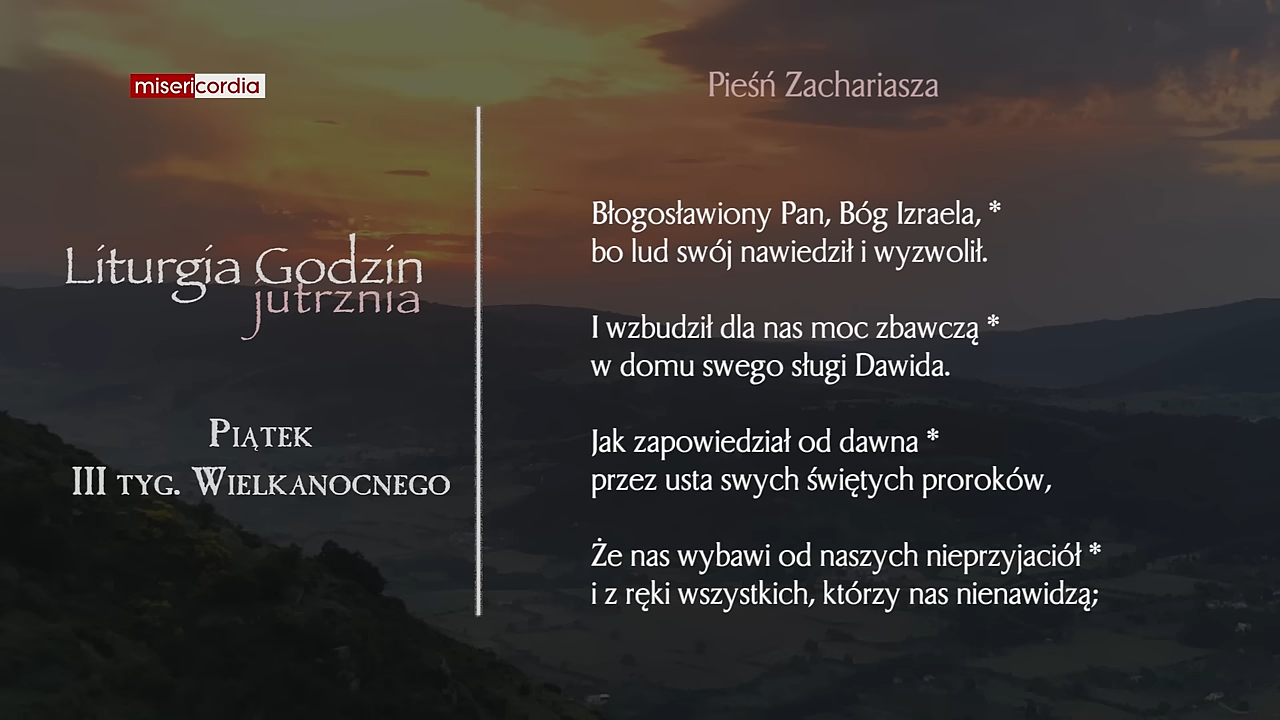 misericordia
Liturgia Godzin
jutrznia
Piątek
III tyg. Wielkanocnego
Pieśń Zachariasza
Błogosławiony Pan, Bóg Izraela, *
bo lud swój nawiedził i wyzwolił.
I wzbudził dla nas moc zbawczą *
w domu swego sługi Dawida.
Jak zapowiedział od dawna *
przez usta swych świętych proroków,
Że nas wybawi od naszych nieprzyjaciół *
i z ręki wszystkich, którzy nas nienawidzą;